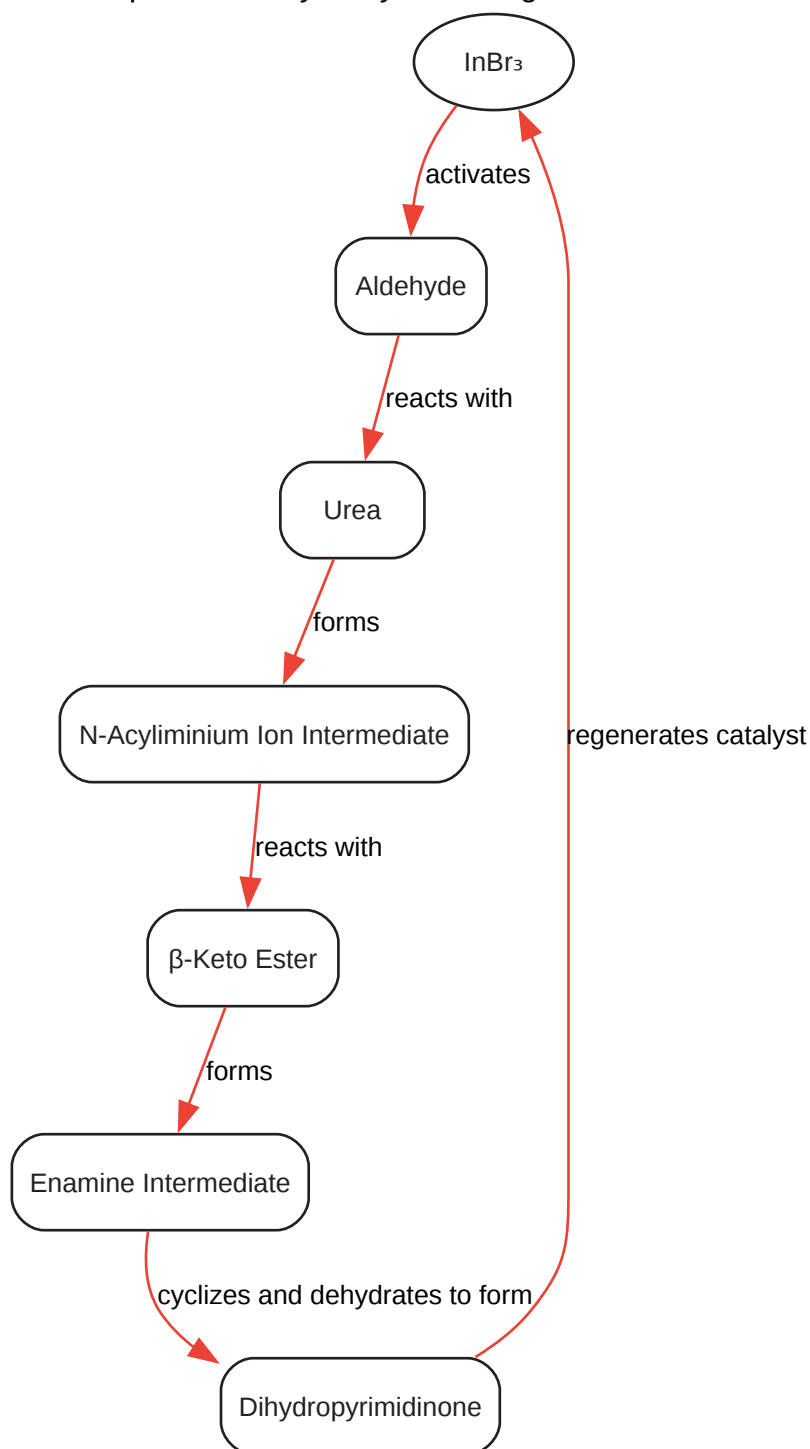 InBr₃
activates
Aldehyde
reacts with
Urea
forms
N-Acyliminium Ion Intermediate
regenerates catalyst
reacts with
β-Keto Ester
forms
Enamine Intermediate
cyclizes and dehydrates to form
Dihydropyrimidinone